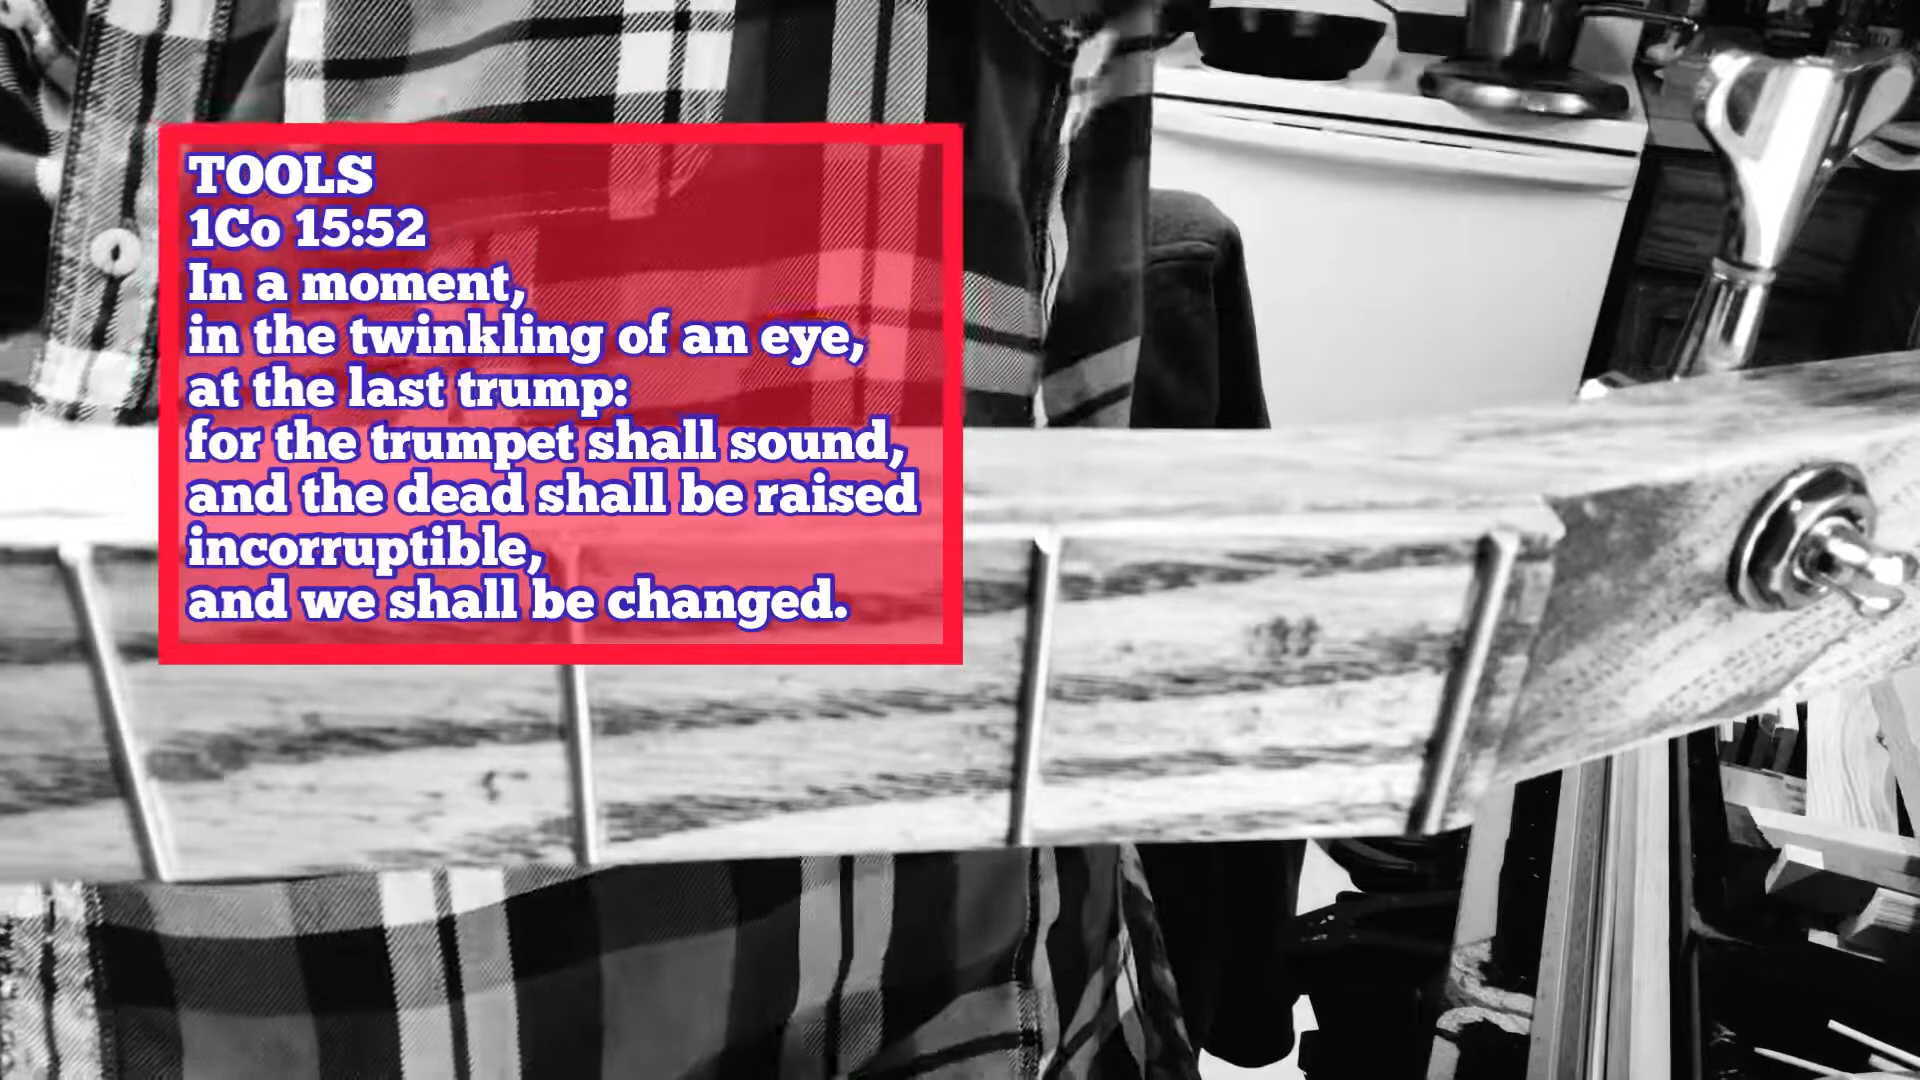 TOOLS
1Co 15:52
In a moment,
in the twinkling of an eye,
at the last trump:
for the trumpet shall sound,
and the dead shall be raised
incorruptible,
and we shall be changed.